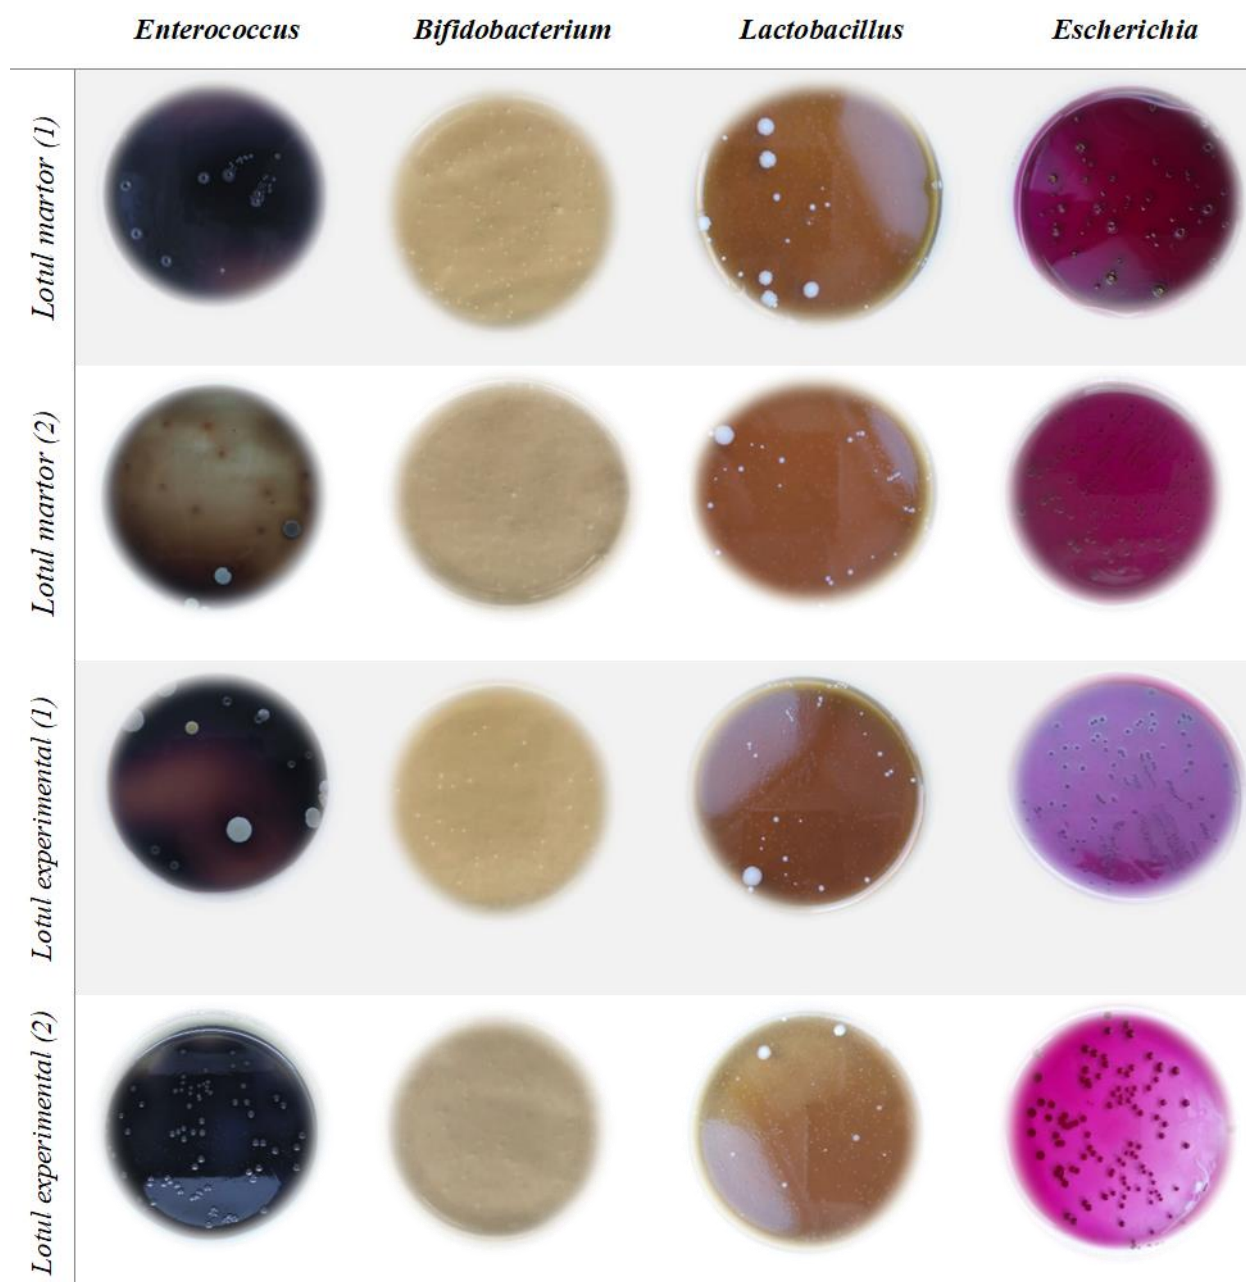 Enterococcus Bifidobacterium Lactobacillus Escherichia
Lotul martor (1)
Lotul martor (2)
Lotul experimental (1)
Lotul experimental (2)